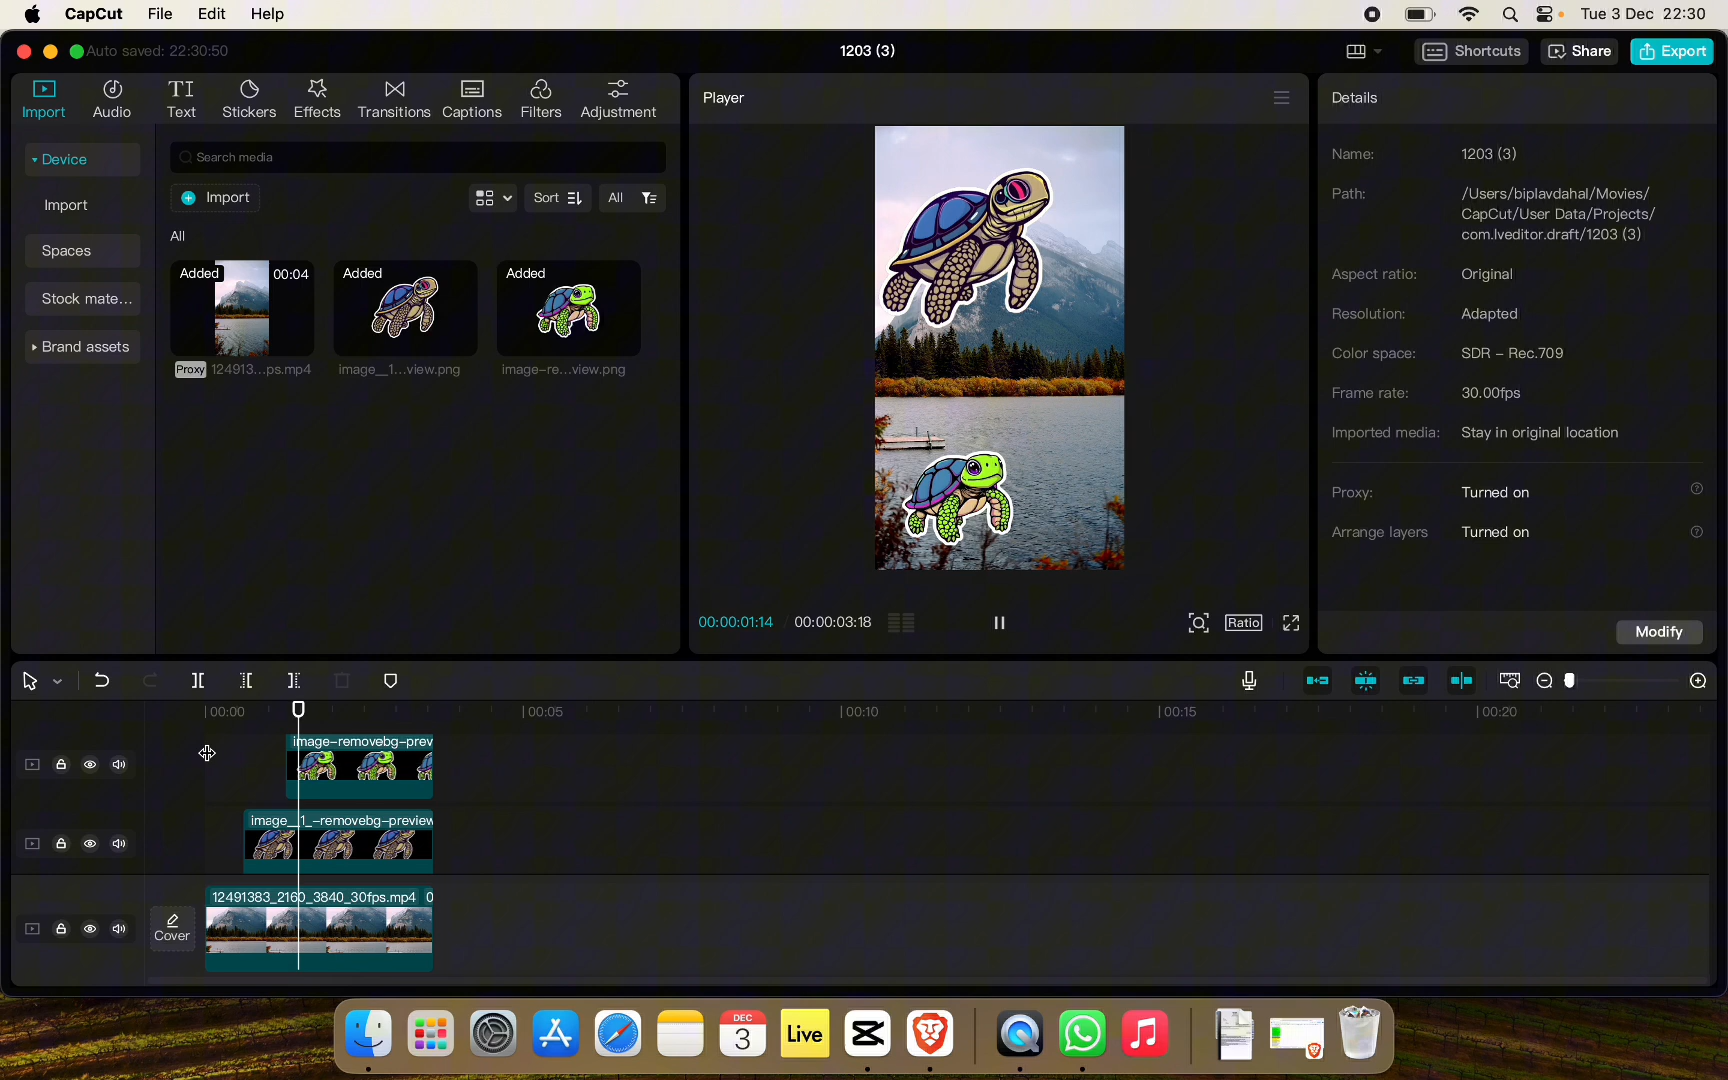 CapCut File Edit Help Tue 3 Dec 22:30
Auto saved: 22:30:50 1203 (3) Shortcuts Share Export
Import Audio Text Stickers Effects Transitions Captions Filters Adjustment
TI
Player
Details
Device
Import
Spaces
Stock mate...
Brand assets
Search media
Import Sort All
All
Added 00:04 Added Added
Proxy 124913...ps.mp4 image__1...view.png image-re...view.png
00:00:01:14 00:00:03:18 Ratio
Name: 1203 (3)
Path: /Users/biplavdahal/Movies/
CapCut/User Data/Projects/
com.lveditor.draft/1203 (3)
Aspect ratio: Original
Resolution: Adapted
Color space: SDR – Rec.709
Frame rate: 30.00fps
Imported media: Stay in original location
Proxy: Turned on
Arrange layers Turned on
Modify
00:00 00:05 00:10 00:15 00:20
image-removebg-prev
image__1_-removebg-preview
12491383_2160_3840_30fps.mp4 0
Cover
DEC
3
Live